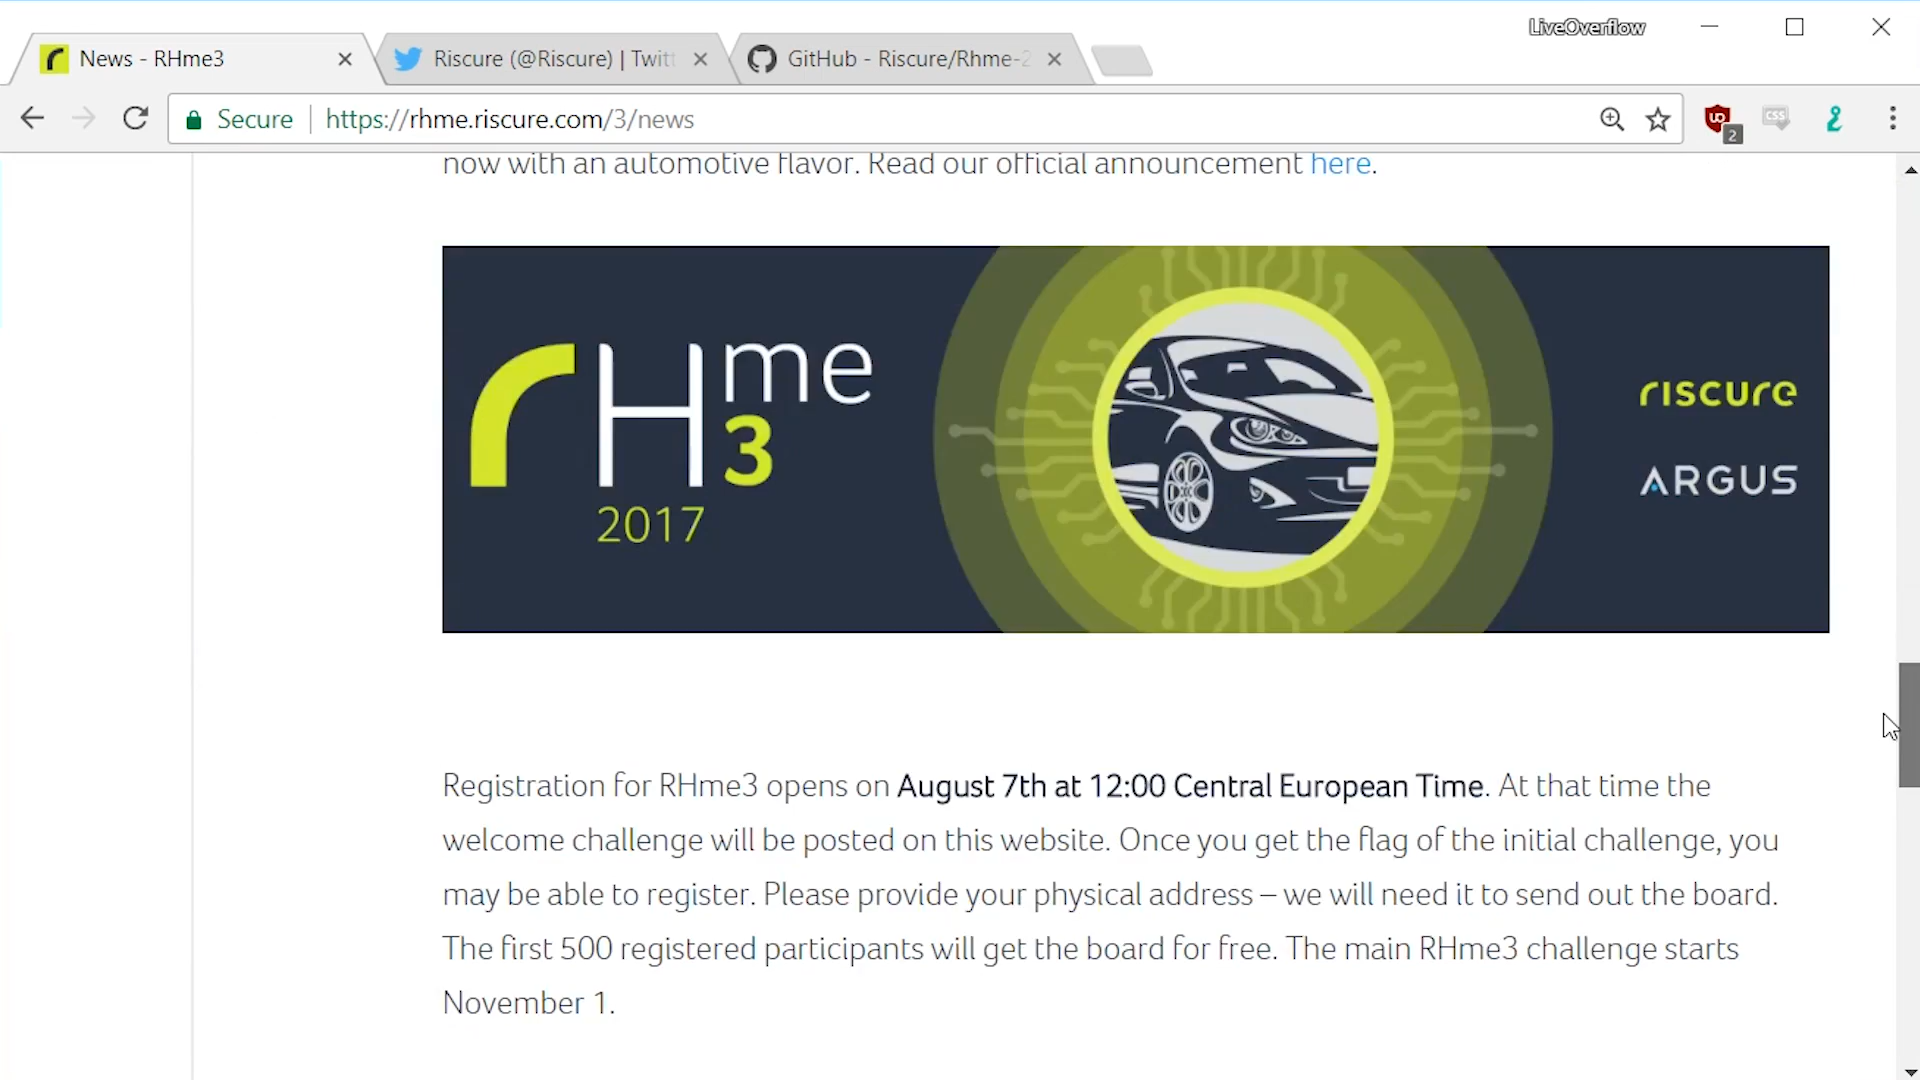 LiveOverflow
News - RHme3
Riscure (@Riscure) | Twitt
GitHub - Riscure/Rhme-2
Secure
https://rhme.riscure.com/3/news
2
css
now with an automotive flavor. Read our official announcement here.
rHme
3
2017
riscure
ARGUS
Registration for RHme3 opens on August 7th at 12:00 Central European Time. At that time the
welcome challenge will be posted on this website. Once you get the flag of the initial challenge, you
may be able to register. Please provide your physical address – we will need it to send out the board.
The first 500 registered participants will get the board for free. The main RHme3 challenge starts
November 1.